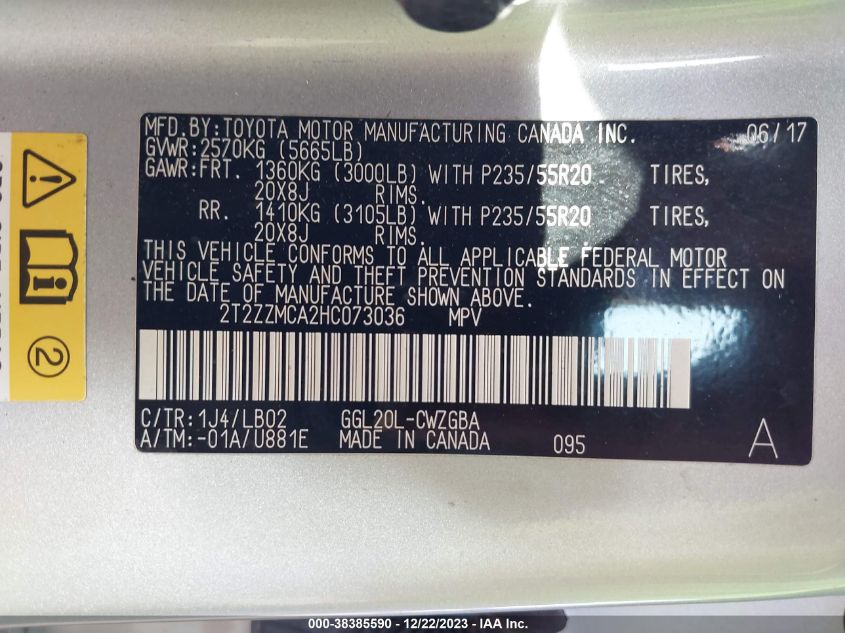 MFD.BY:TOYOTA MOTOR MANUFACTURING CANADA INC. 06/17
GVWR:2570KG (5665LB)
GAWR:FRT. 1360KG (3000LB) WITH P235/55R20 TIRES,
20X8J RIMS.
RR. 1410KG (3105LB) WITH P235/55R20 TIRES,
20X8J RIMS.
THIS VEHICLE CONFORMS TO ALL APPLICABLE FEDERAL MOTOR
VEHICLE SAFETY AND THEFT PREVENTION STANDARDS IN EFFECT ON
THE DATE OF MANUFACTURE SHOWN ABOVE.
2T2ZZMCA2HC073036 MPV
C/TR:1J4/LB02 GGL20L-CWZGBA
A/TM:-01A/U881E MADE IN CANADA 095 A
2
000-38385590 - 12/22/2023 - IAA Inc.